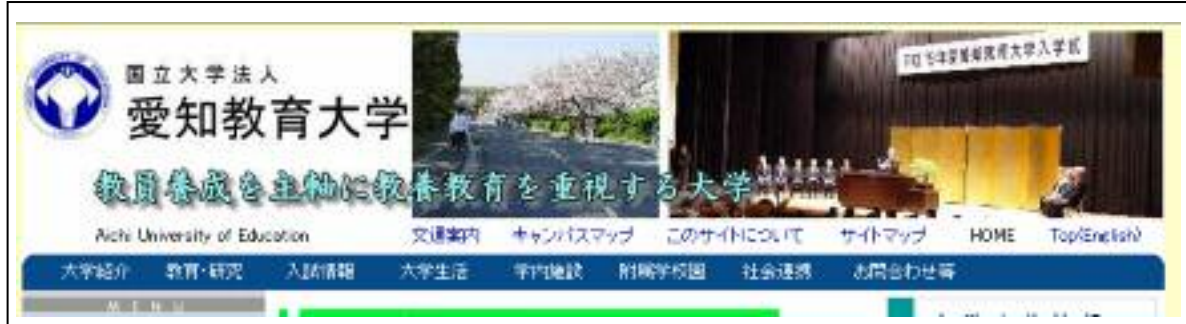 国立大学法人
愛知教育大学
教員養成を主軸に教養教育を重視する大学
Aichi University of Education
交通案内 キャンパスマップ このサイトについて サイトマップ HOME Top(English)
大学紹介 教育・研究 入試情報 大学生活 学内施設 附属学校園 社会連携 お問合わせ等
MENU